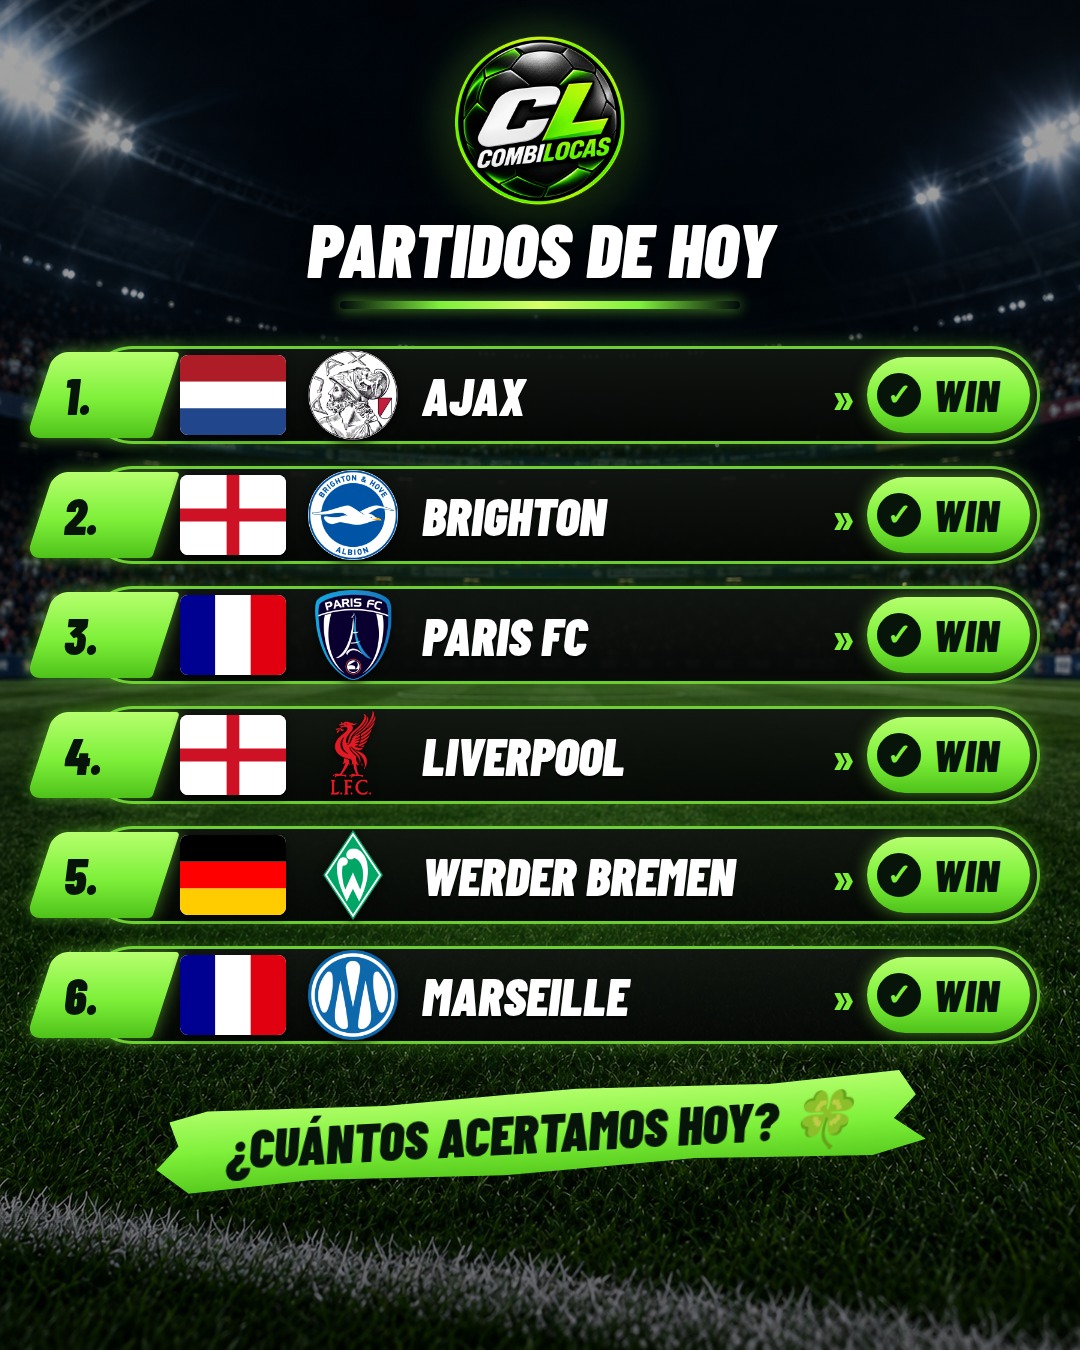 CL
COMBILOCAS
PARTIDOS DE HOY
1. AJAX » ✓ WIN
2. BRIGHTON & HOVE ALBION BRIGHTON » ✓ WIN
3. PARIS FC PARIS FC » ✓ WIN
4. L.F.C. LIVERPOOL » ✓ WIN
5. W WERDER BREMEN » ✓ WIN
6. M MARSEILLE » ✓ WIN
¿CUÁNTOS ACERTAMOS HOY? 🍀